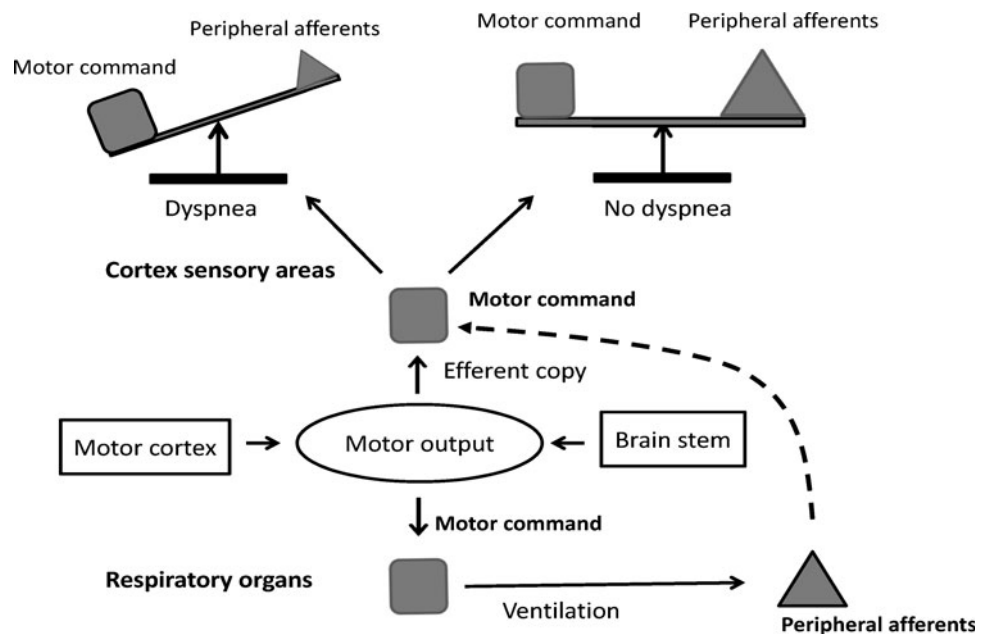 Peripheral afferents
Motor command
Dyspnea
Motor command
Peripheral afferents
No dyspnea
Cortex sensory areas
Motor command
Efferent copy
Motor cortex
Motor output
Brain stem
Motor command
Respiratory organs
Ventilation
Peripheral afferents